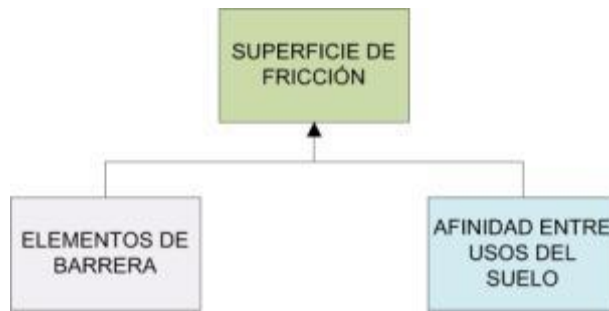 SUPERFICIE DE
FRICCIÓN
ELEMENTOS DE
BARRERA
AFINIDAD ENTRE
USOS DEL
SUELO